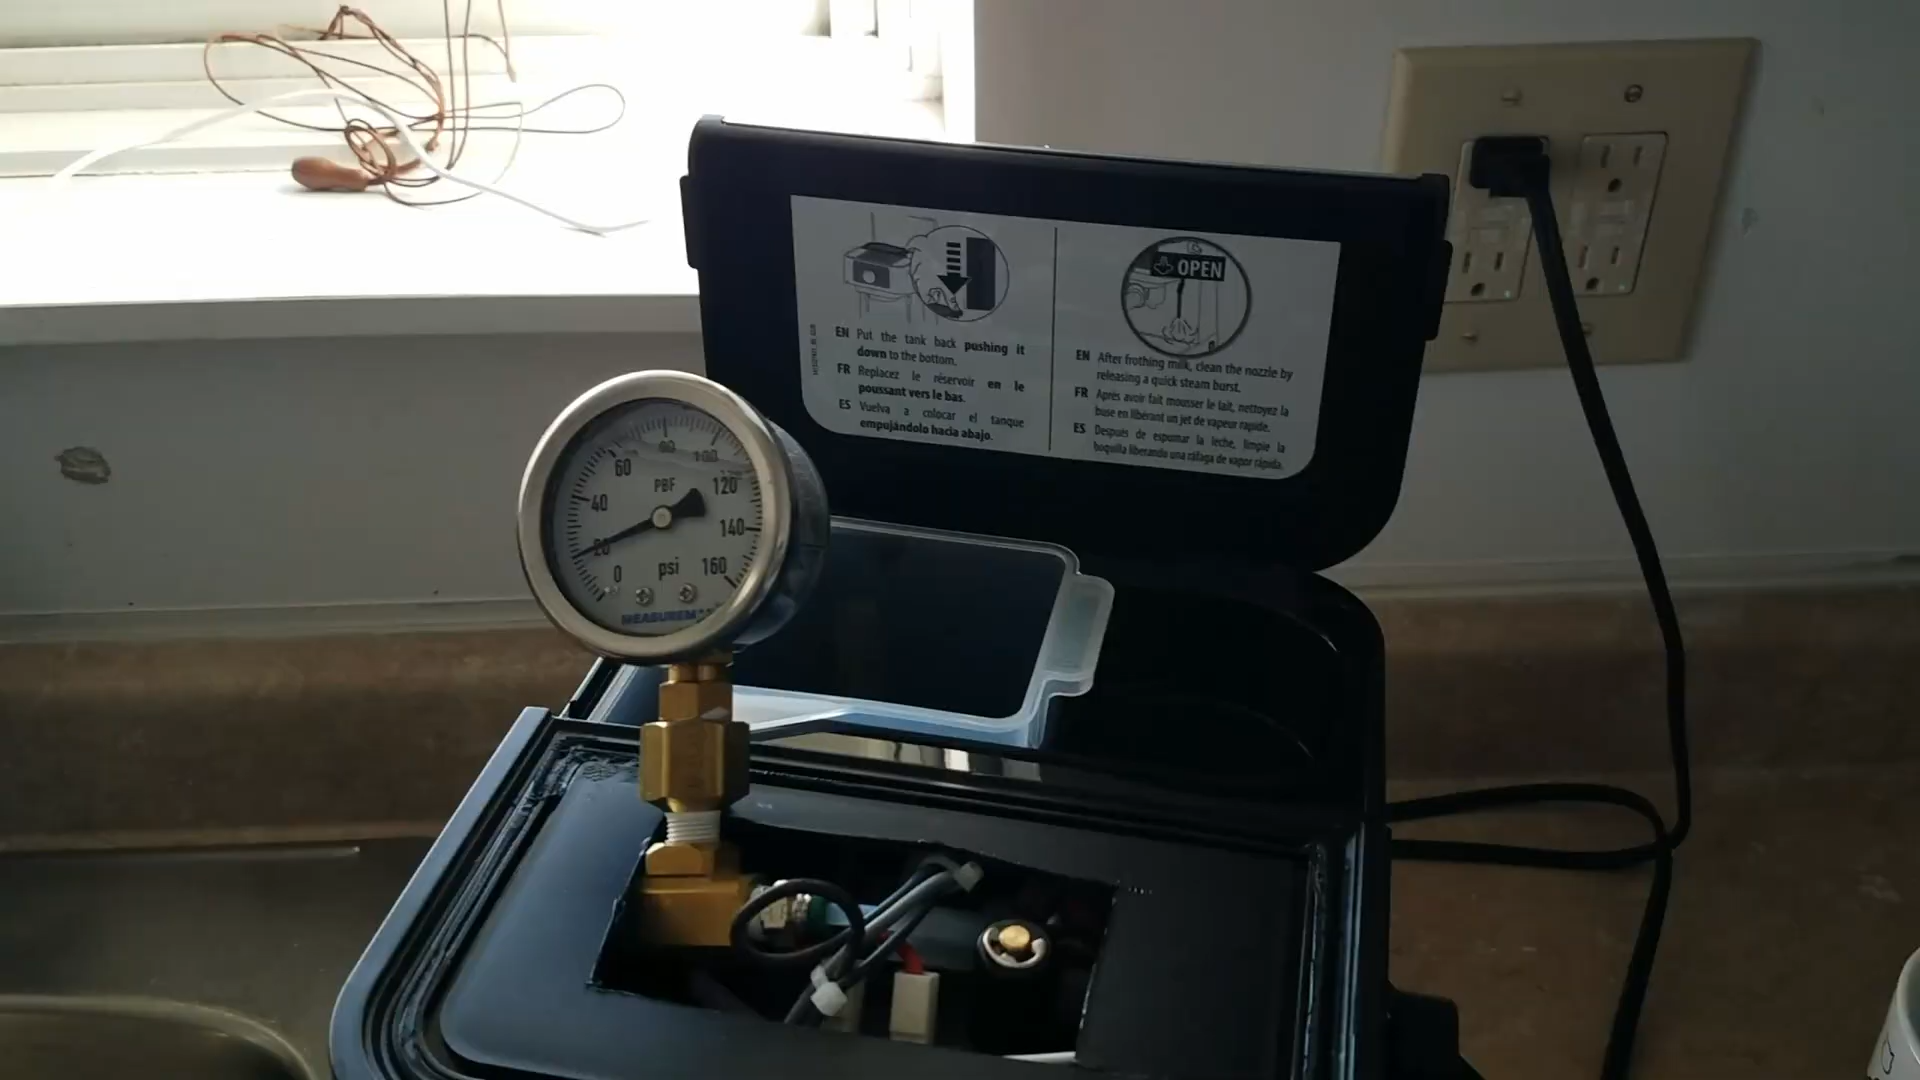 OPEN
EN Put the tank back pushing it
down to the bottom.
FR Replacez le réservoir en le
poussant vers le bas.
ES Vuelva a colocar el tanque
empujándolo hacia abajo.
EN After frothing milk, clean the nozzle by
releasing a quick steam burst.
FR Après avoir fait mousser le lait, nettoyez la
buse en libérant un jet de vapeur rapide.
ES Después de espumar la leche, limpie la
boquilla liberando una ráfaga de vapor rápida.
80 100
60
120
40
140
20
0
psi
160